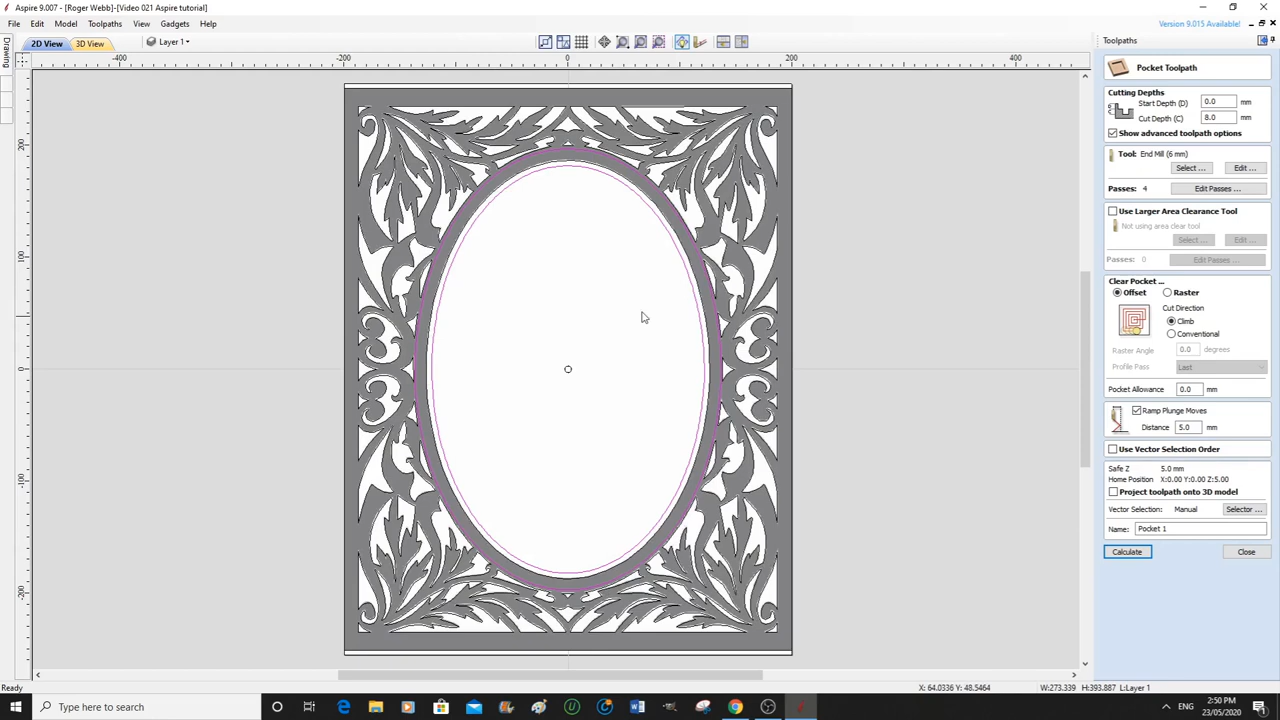 Aspire 9.007 - [Roger Webb]-[Video 021 Aspire tutorial]
File Edit Model Toolpaths View Gadgets Help
Version 9.015 Available!
2D View 3D View Layer 1
Toolpaths
Drawing
-400 -200 0 200 400
200
100
0
-100
-200
Pocket Toolpath
Cutting Depths
Start Depth (D) 0.0 mm
Cut Depth (C) 8.0 mm
Show advanced toolpath options
Tool: End Mill (6 mm)
Select ... Edit ...
Passes: 4 Edit Passes ...
Use Larger Area Clearance Tool
Not using area clear tool
Select ... Edit ...
Passes: 0 Edit Passes ...
Clear Pocket ...
Offset Raster
Cut Direction
Climb
Conventional
Raster Angle 0.0 degrees
Profile Pass Last
Pocket Allowance 0.0 mm
Ramp Plunge Moves
Distance 5.0 mm
Use Vector Selection Order
Safe Z 5.0 mm
Home Position X:0.00 Y:0.00 Z:5.00
Project toolpath onto 3D model
Vector Selection: Manual Selector ...
Name: Pocket 1
Calculate Close
Ready X: 64.0336 Y: 48.5464 W:273.339 H:393.887 L:Layer 1
Type here to search
ENG
2:50 PM
23/05/2020